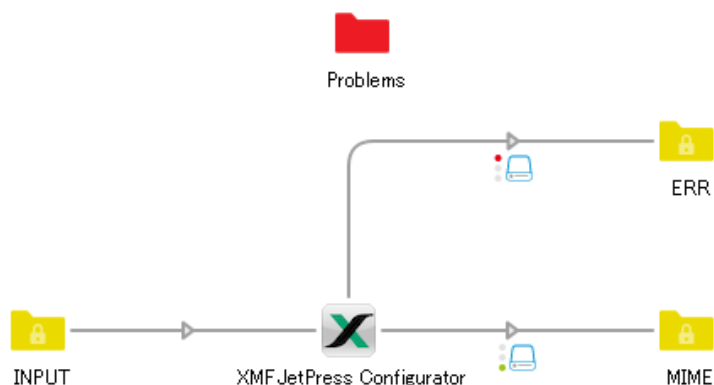 Problems
ERR
INPUT
XMF JetPress Configurator
MIME